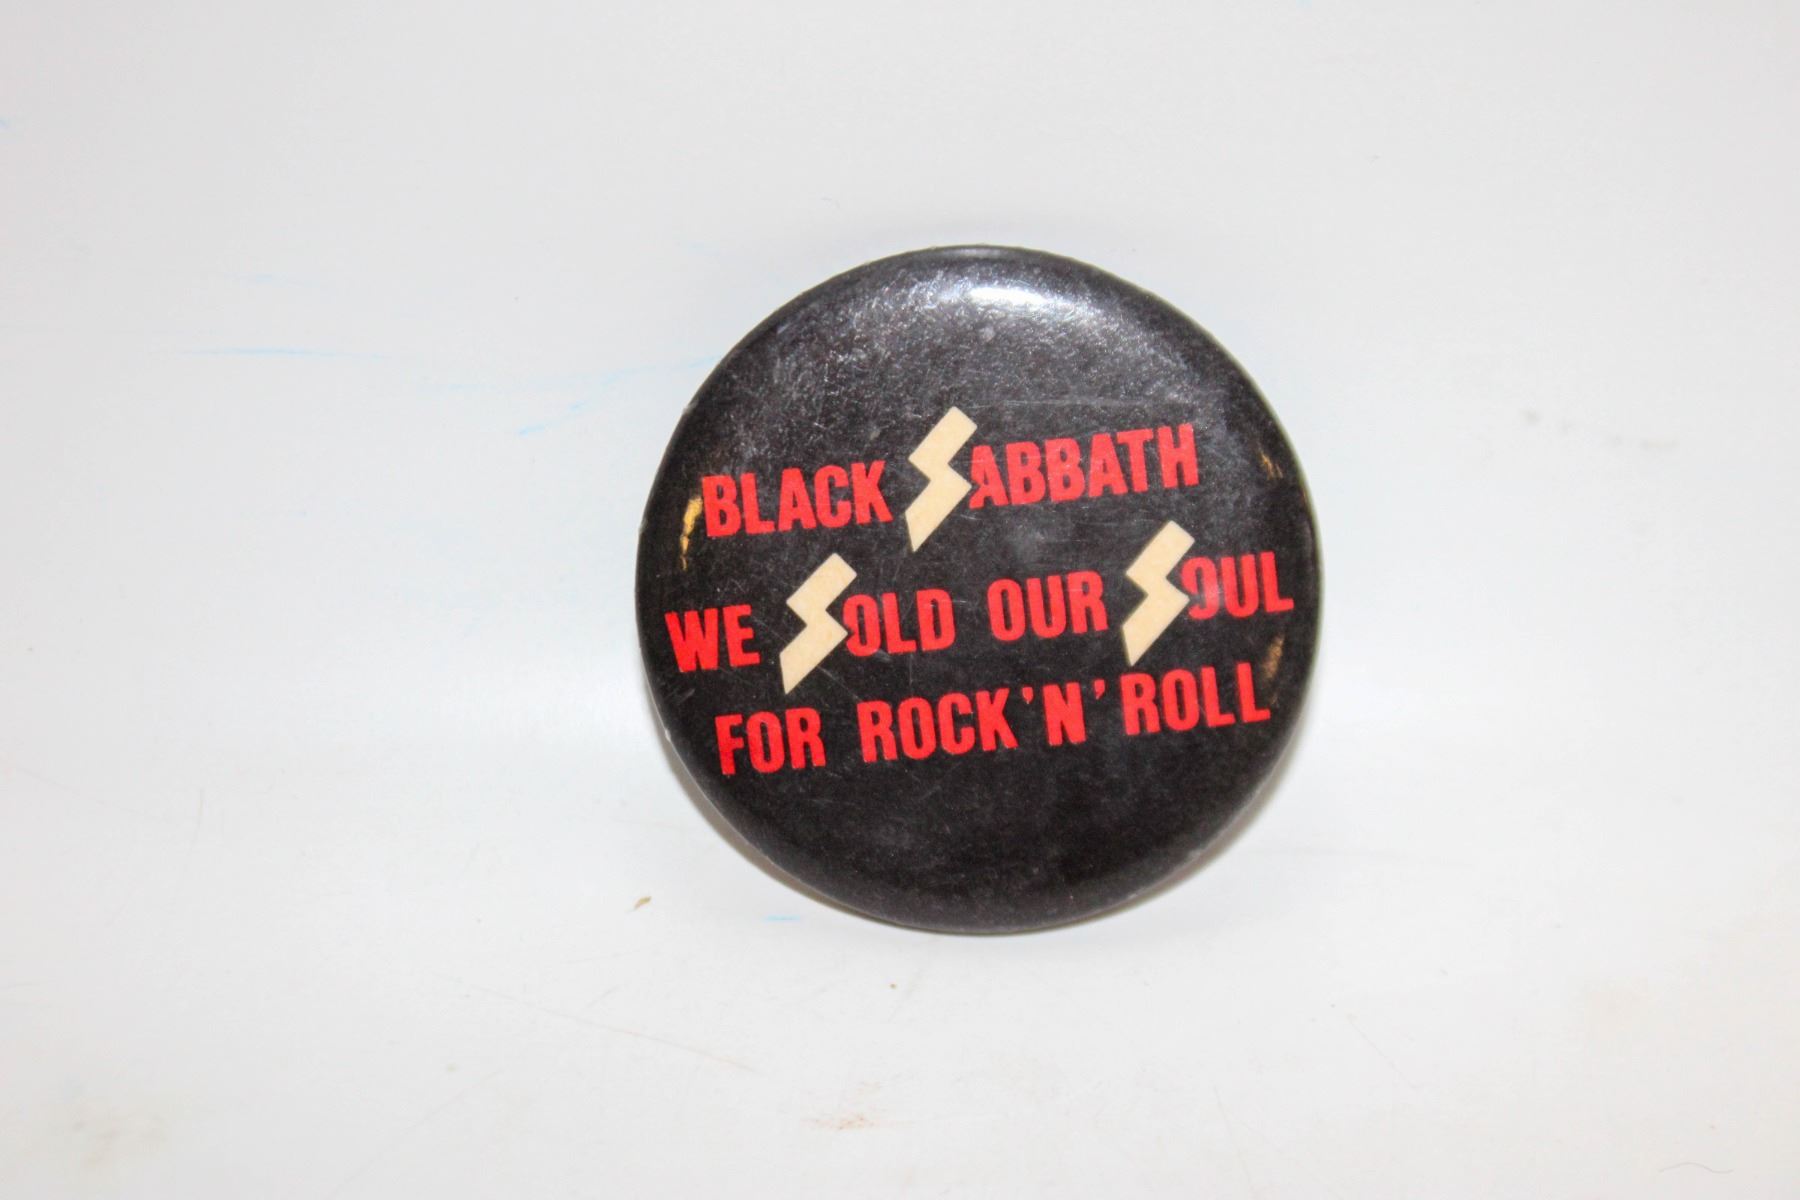 BLACK SABBATH
WE SOLD OUR SOUL
FOR ROCK 'N' ROLL